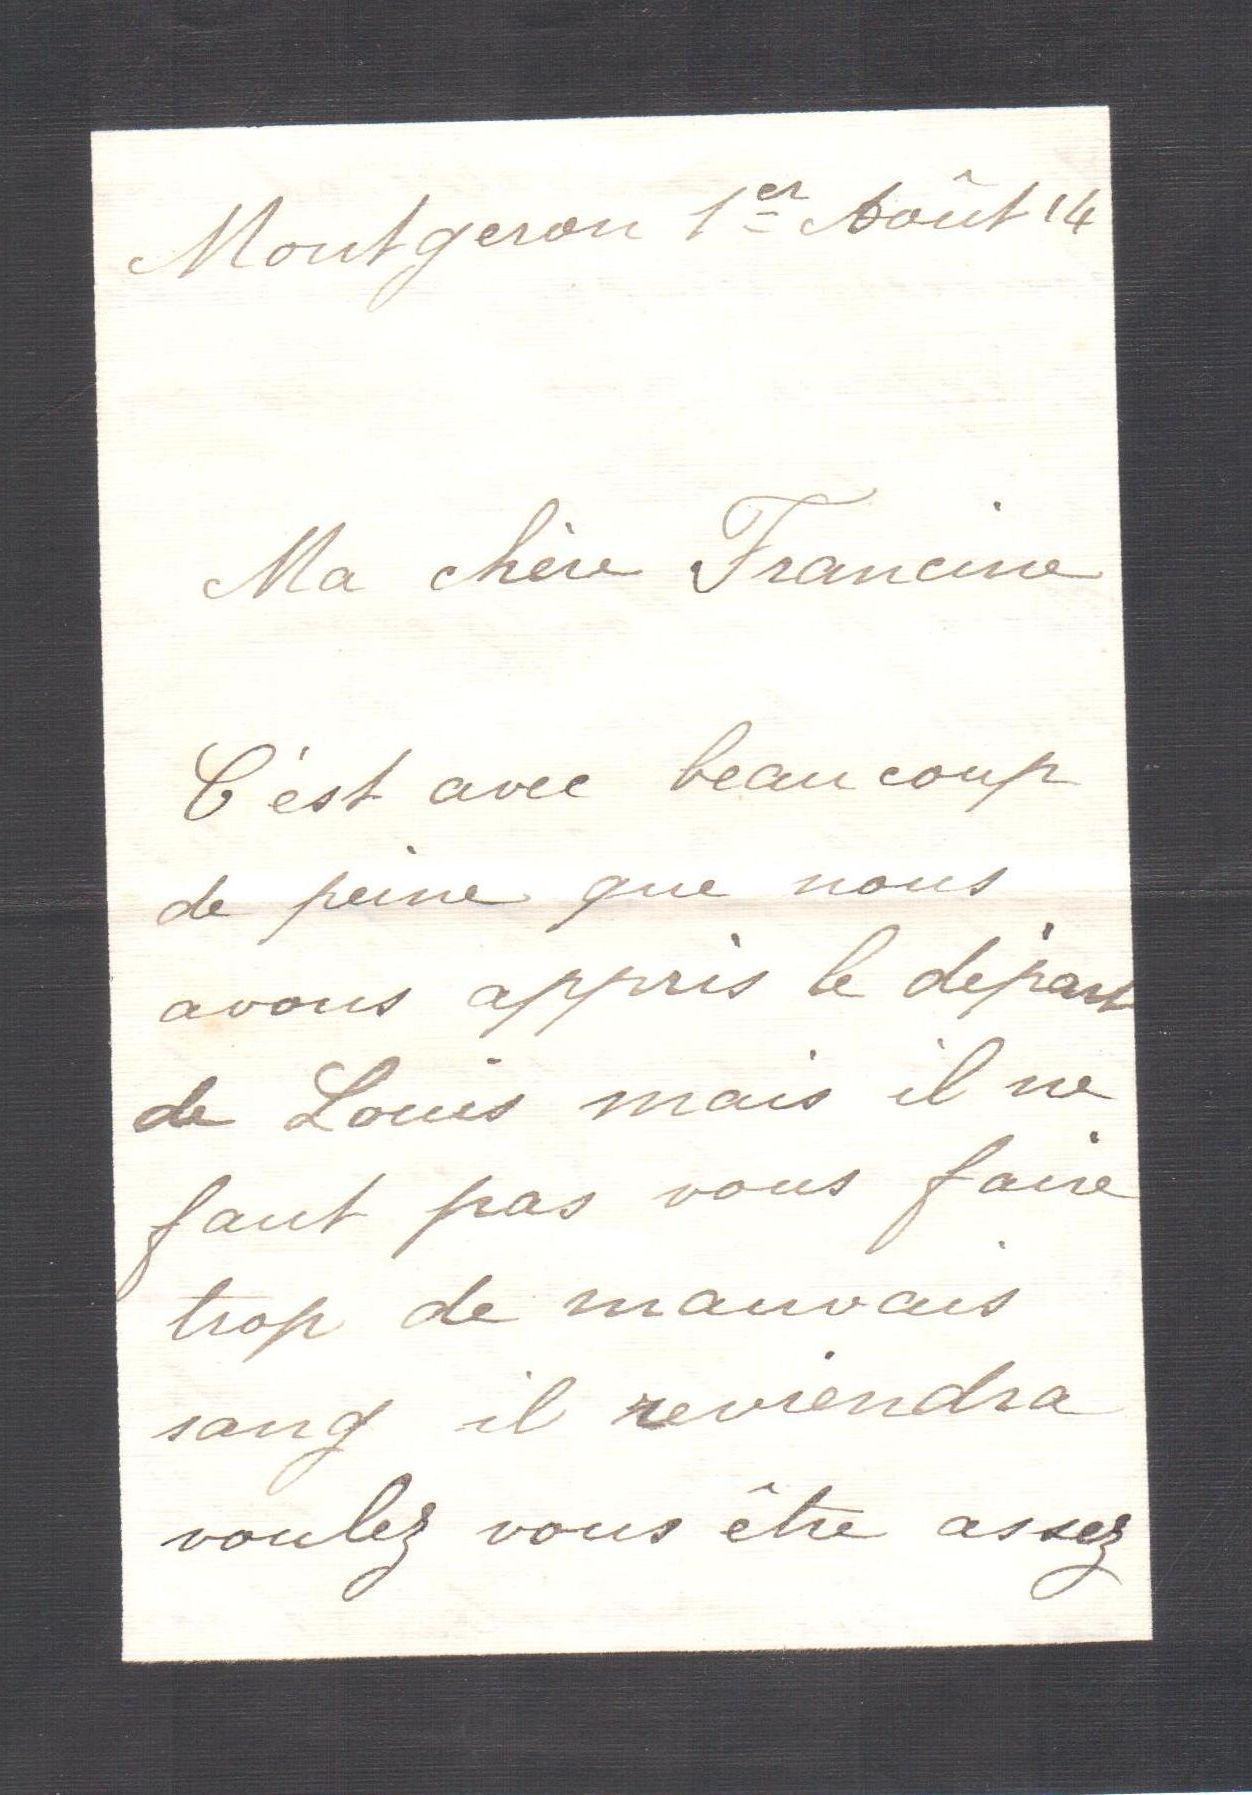 Montgeron 1er Août 14
Ma chère Francine
C'est avec beaucoup
de peine que nous
avons appris le départ
de Louis mais il ne
faut pas vous faire
trop de mauvais
sang il reviendra
voulez vous être assez